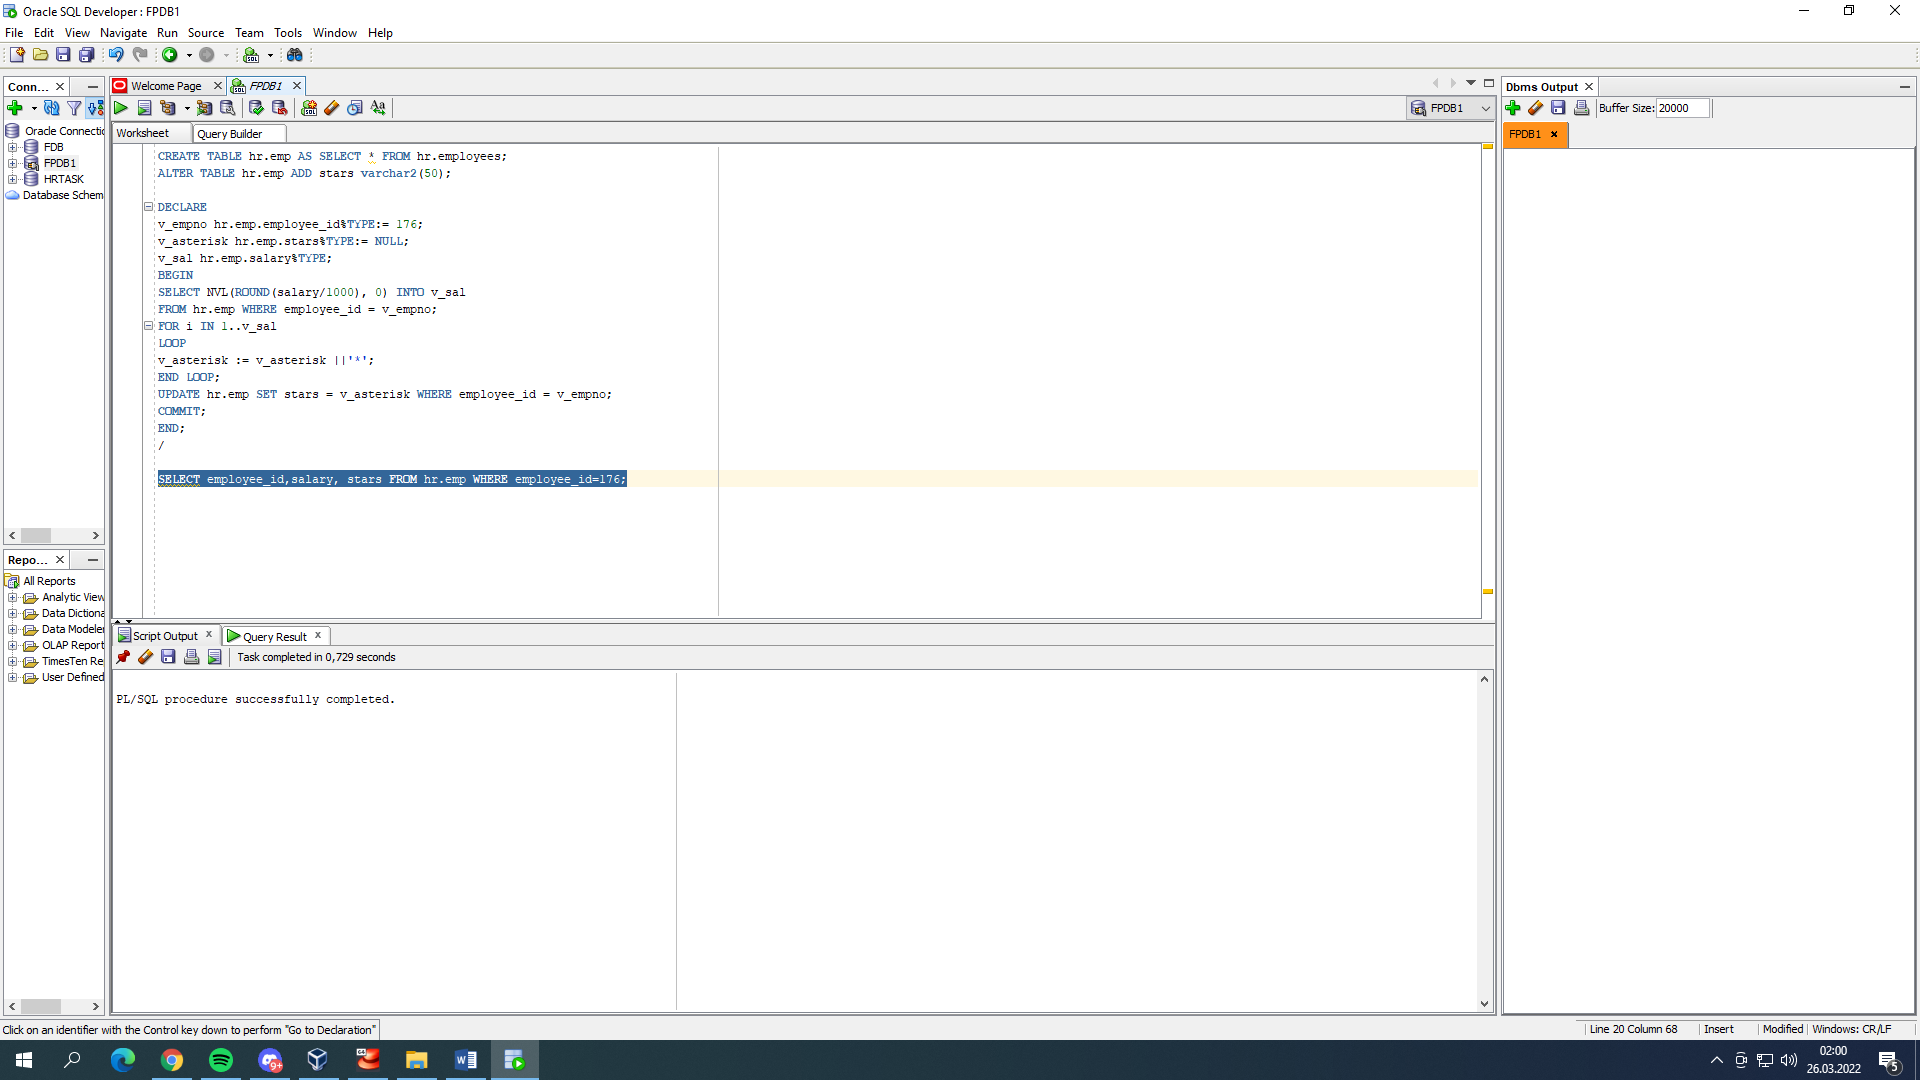 Oracle SQL Developer : FPDB1
File Edit View Navigate Run Source Team Tools Window Help
Conn...
Oracle Connectic
FDB
FPDB1
HRTASK
Database Schem
Welcome Page
FPDB1
FPDB1
Worksheet
Query Builder
CREATE TABLE hr.emp AS SELECT * FROM hr.employees;
ALTER TABLE hr.emp ADD stars varchar2(50);
DECLARE
v_empno hr.emp.employee_id%TYPE:= 176;
v_asterisk hr.emp.stars%TYPE:= NULL;
v_sal hr.emp.salary%TYPE;
BEGIN
SELECT NVL(ROUND(salary/1000), 0) INTO v_sal
FROM hr.emp WHERE employee_id = v_empno;
FOR i IN 1..v_sal
LOOP
v_asterisk := v_asterisk ||'*';
END LOOP;
UPDATE hr.emp SET stars = v_asterisk WHERE employee_id = v_empno;
COMMIT;
END;
/
SELECT employee_id,salary, stars FROM hr.emp WHERE employee_id=176;
Dbms Output
Buffer Size: 20000
FPDB1
Repo...
All Reports
Analytic View
Data Dictiona
Data Modeler
OLAP Report
TimesTen Re
User Defined
Script Output
Query Result
Task completed in 0,729 seconds
PL/SQL procedure successfully completed.
Click on an identifier with the Control key down to perform "Go to Declaration"
Line 20 Column 68
Insert
Modified
Windows: CR/LF
02:00
26.03.2022
5